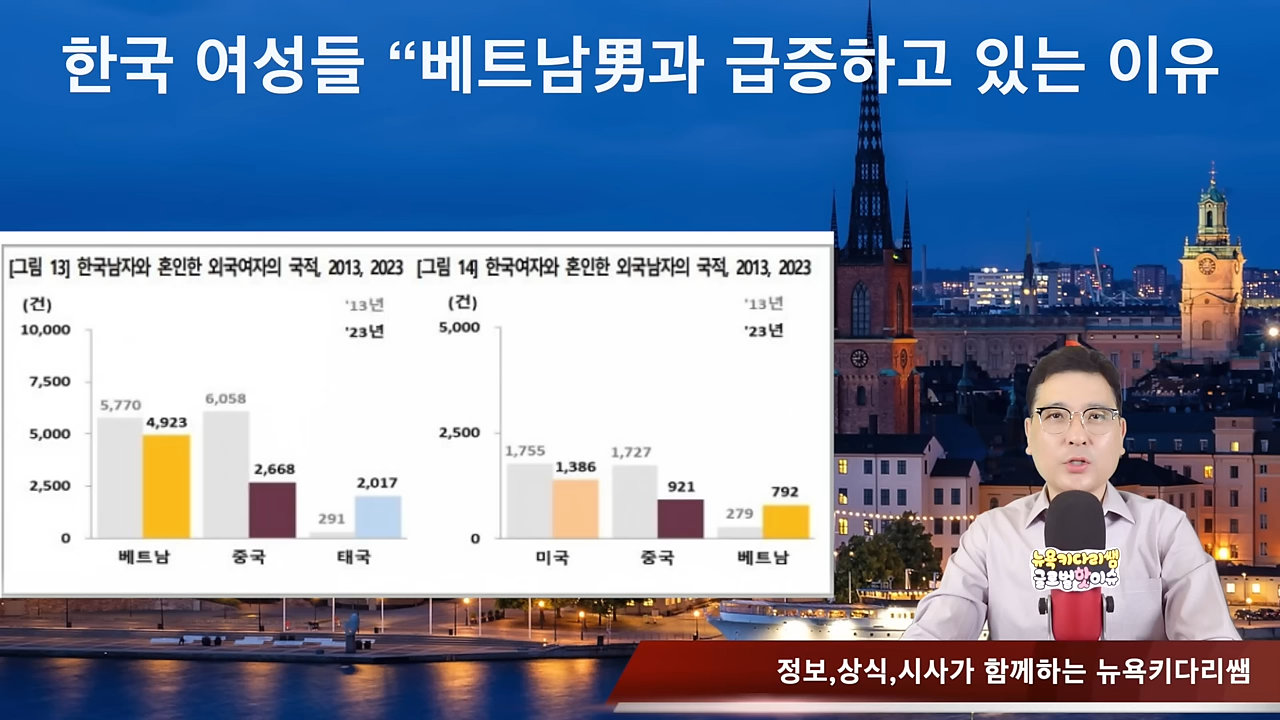 한국 여성들 “베트남男과 급증하고 있는 이유
[그림 13] 한국남자와 혼인한 외국여자의 국적, 2013, 2023
(건)
'13년
'23년
10,000
7,500
5,000
2,500
0
5,770
4,923
6,058
2,668
291
2,017
베트남
중국
태국
[그림 14] 한국여자와 혼인한 외국남자의 국적, 2013, 2023
(건)
'13년
'23년
5,000
2,500
0
1,755
1,386
1,727
921
279
792
미국
중국
베트남
뉴욕키다리쌤
글로벌핫이슈
정보,상식,시사가 함께하는 뉴욕키다리쌤